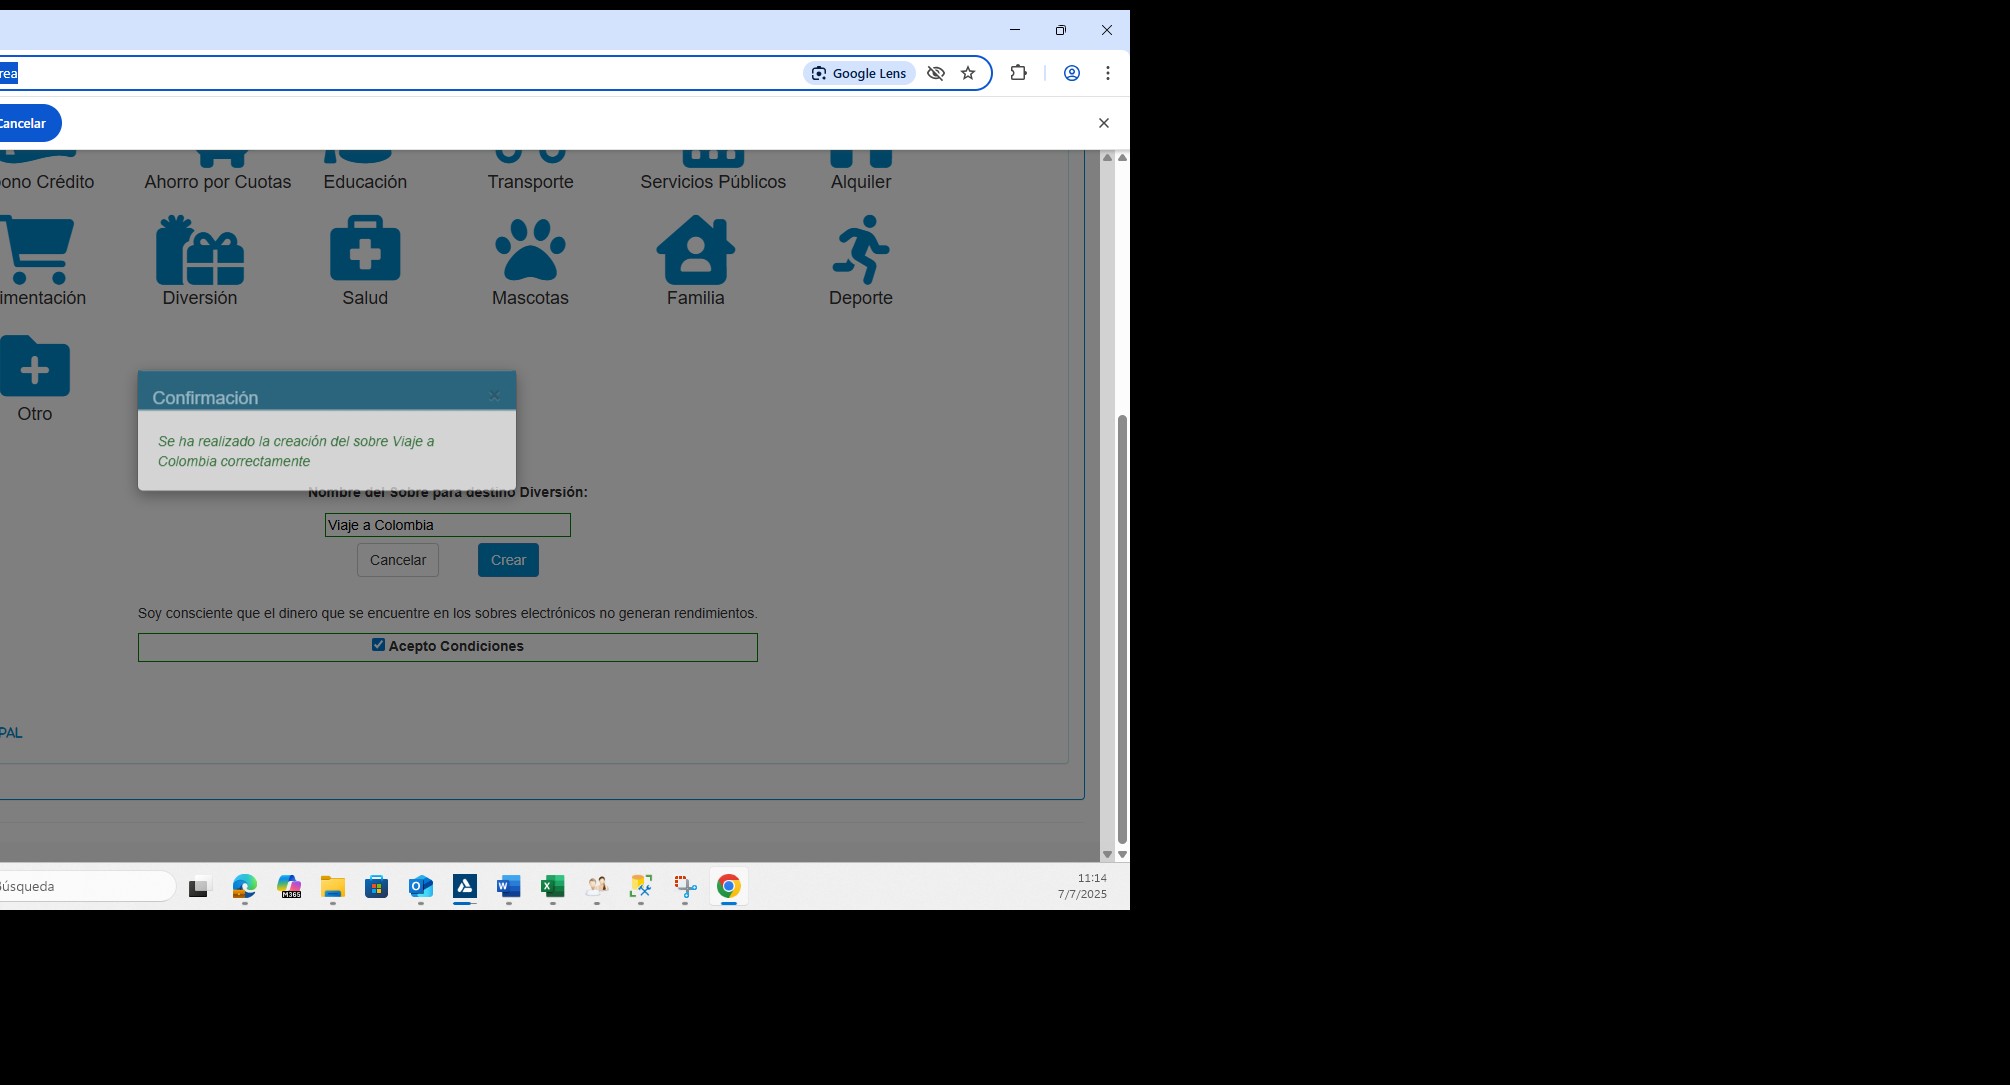 rea
Google Lens
Cancelar
ono Crédito
Ahorro por Cuotas
Educación
Transporte
Servicios Públicos
Alquiler
imentación
Diversión
Salud
Mascotas
Familia
Deporte
Otro
Confirmación
×
Se ha realizado la creación del sobre Viaje a
Colombia correctamente
Nombre del Sobre para destino Diversión:
Viaje a Colombia
Cancelar
Crear
Soy consciente que el dinero que se encuentre en los sobres electrónicos no generan rendimientos.
Acepto Condiciones
PAL
Búsqueda
M365
11:14
7/7/2025